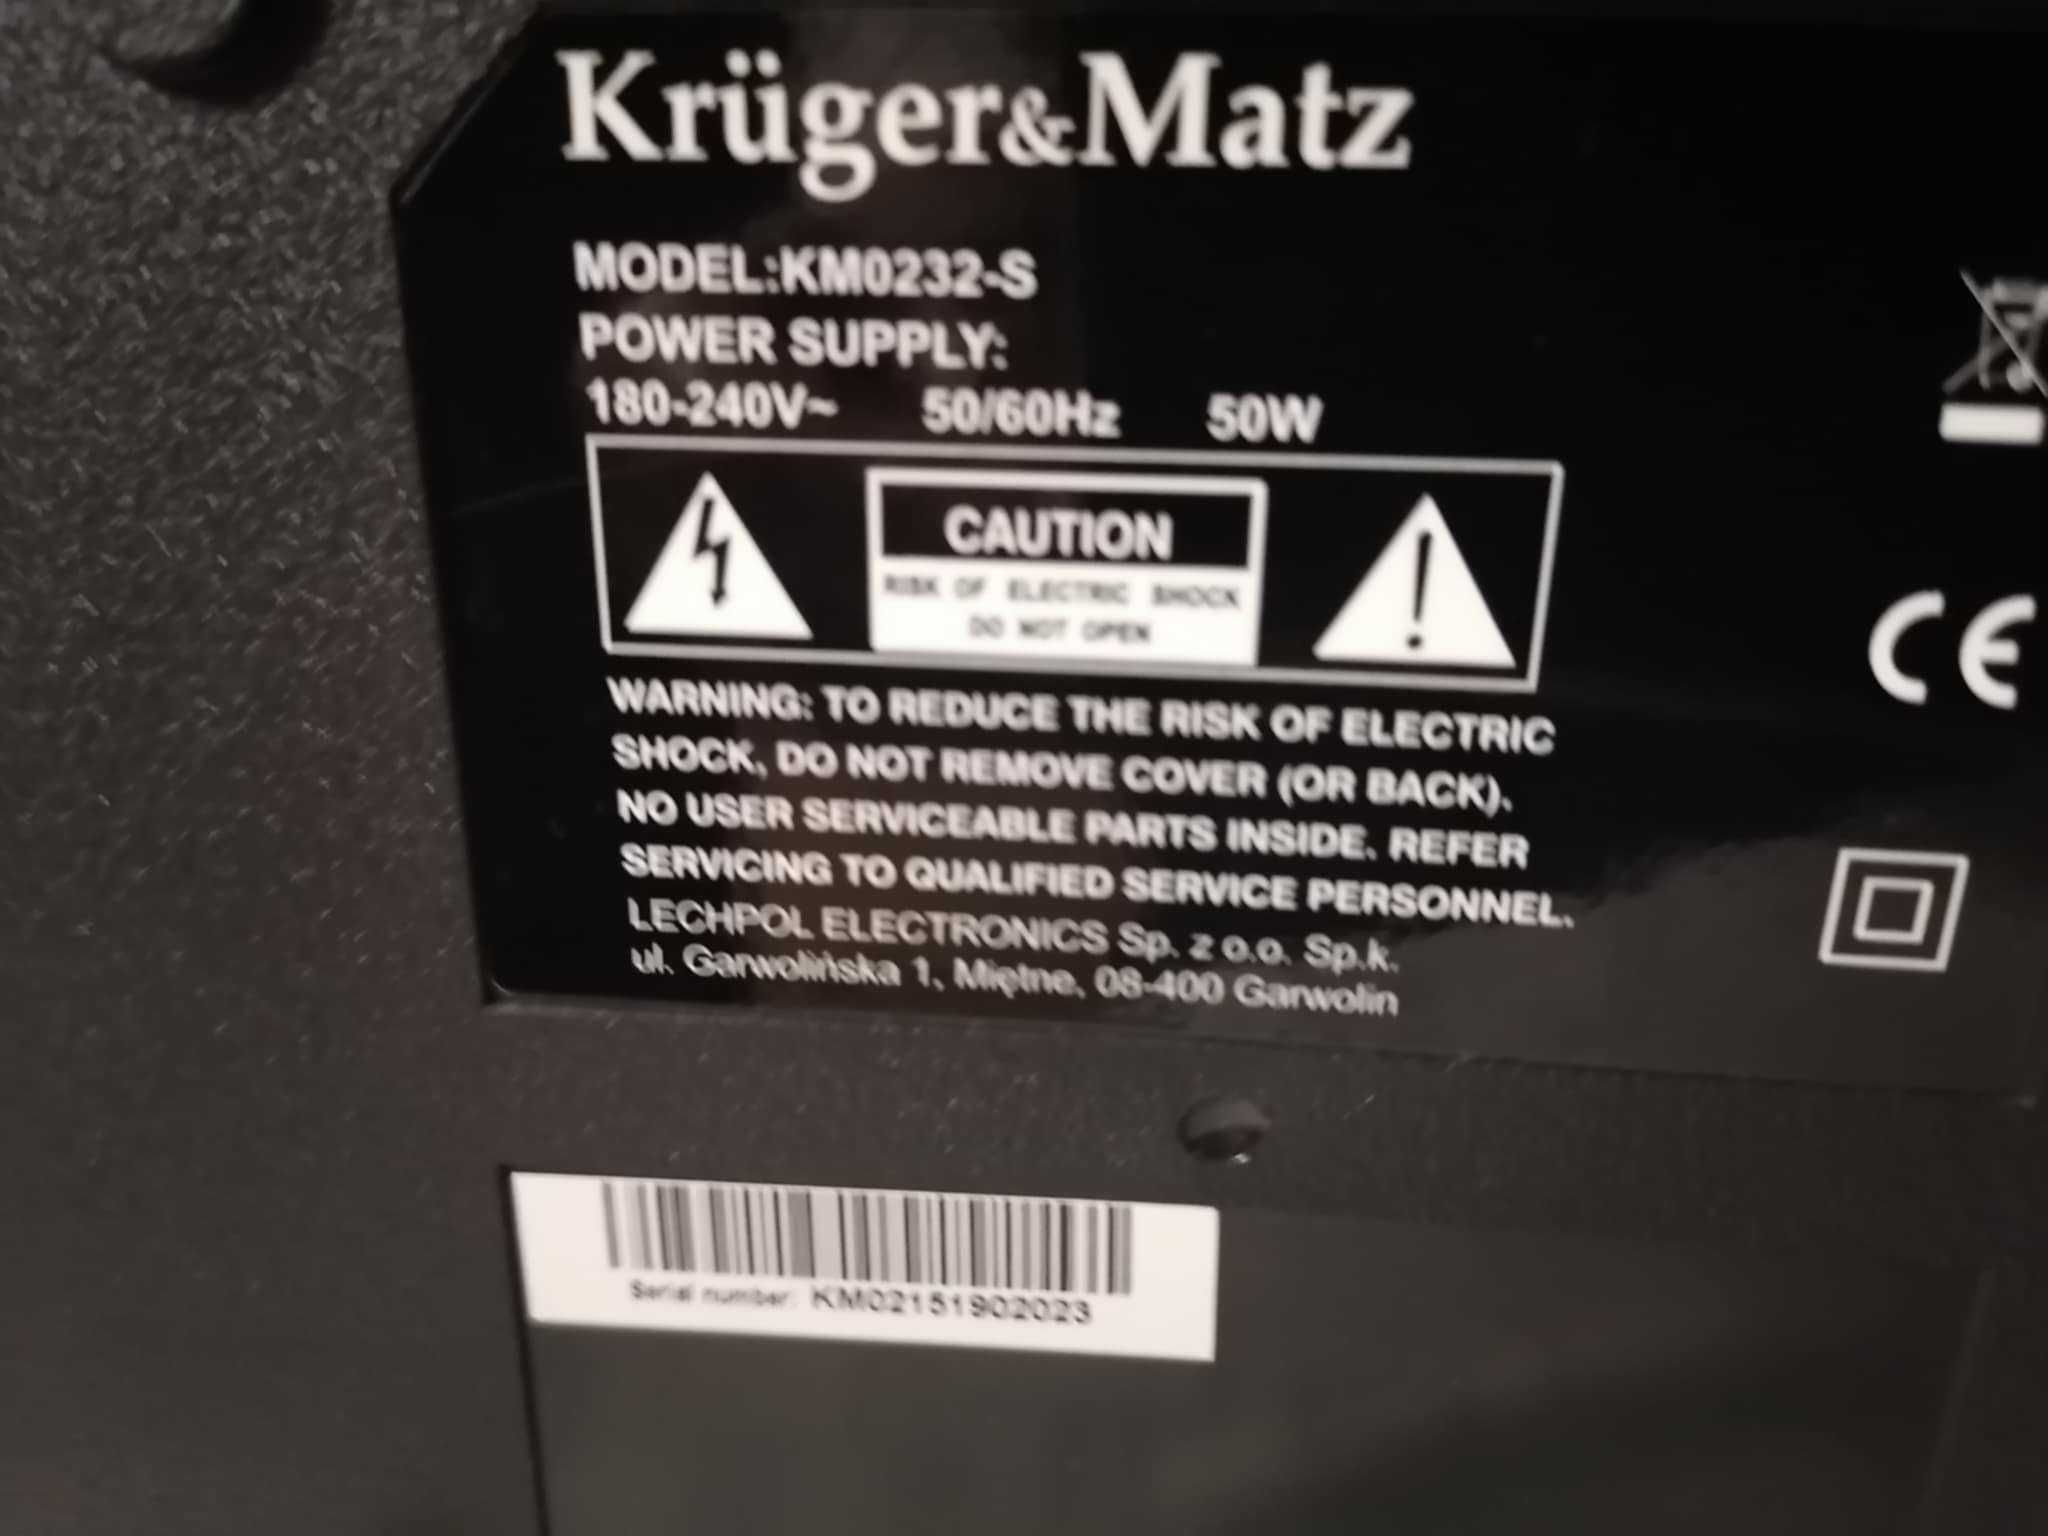 Krüger&Matz
MODEL:KM0232-S
POWER SUPPLY:
180-240V~ 50/60Hz 50W
CAUTION
RISK OF ELECTRIC SHOCK
DO NOT OPEN
WARNING: TO REDUCE THE RISK OF ELECTRIC
SHOCK, DO NOT REMOVE COVER (OR BACK).
NO USER SERVICEABLE PARTS INSIDE. REFER
SERVICING TO QUALIFIED SERVICE PERSONNEL.
LECHPOL ELECTRONICS Sp. z o.o. Sp.k.
ul. Garwolińska 1, Miętne, 08-400 Garwolin
CE
Serial number: KM02151902023